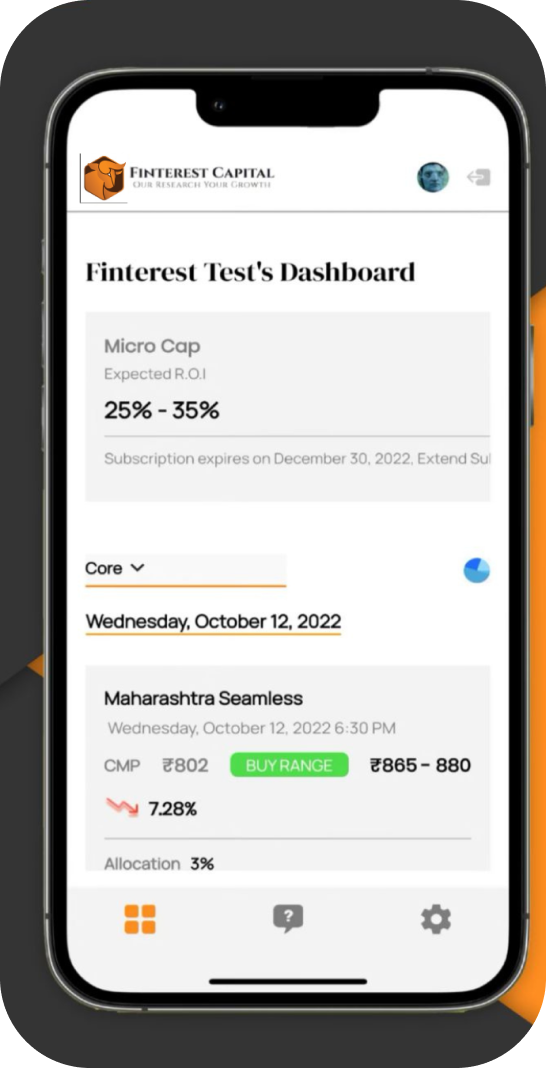 FINTEREST CAPITAL
OUR RESEARCH YOUR GROWTH
Finterest Test's Dashboard
Micro Cap
Expected R.O.I
25% - 35%
Subscription expires on December 30, 2022, Extend Su
Core
Wednesday, October 12, 2022
Maharashtra Seamless
Wednesday, October 12, 2022 6:30 PM
CMP ₹802 BUY RANGE ₹865 - 880
7.28%
Allocation 3%
?